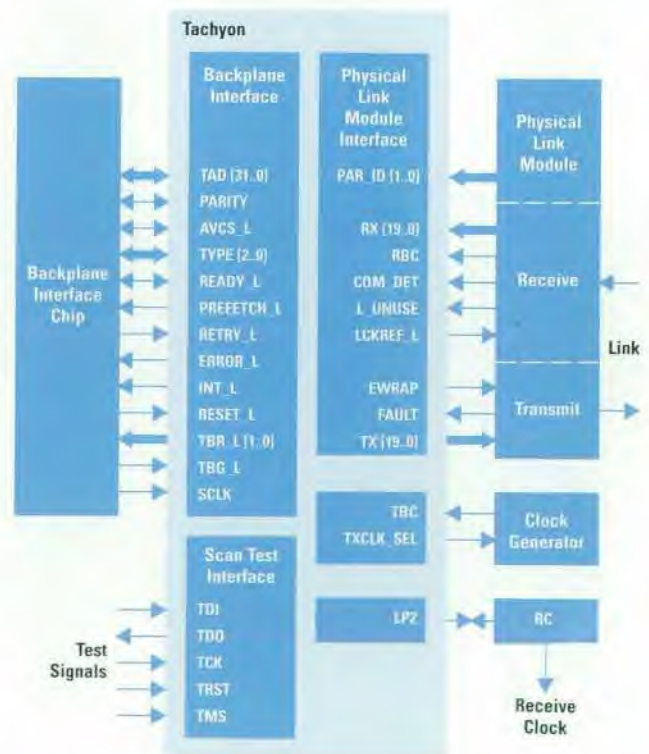 Tachyon
Backplane
Interface
Chip
Backplane
Interface
TAD [31..0]
PARITY
AVCS_L
TYPE [2..0]
READY_L
PREFETCH_L
RETRY_L
ERROR_L
INT_L
RESET_L
TBR_L [1..0]
TBG_L
SCLK
Physical
Link
Module
Interface
PAR_ID [1..0]
RX [19..0]
RBC
COM_DET
L_UNUSE
LCKREF_L
EWRAP
FAULT
TX [19..0]
Physical
Link
Module
Receive
Transmit
Link
TBC
TXCLK_SEL
Clock
Generator
Scan Test
Interface
TDI
TDO
TCK
TRST
TMS
Test
Signals
LPZ
RC
Receive
Clock